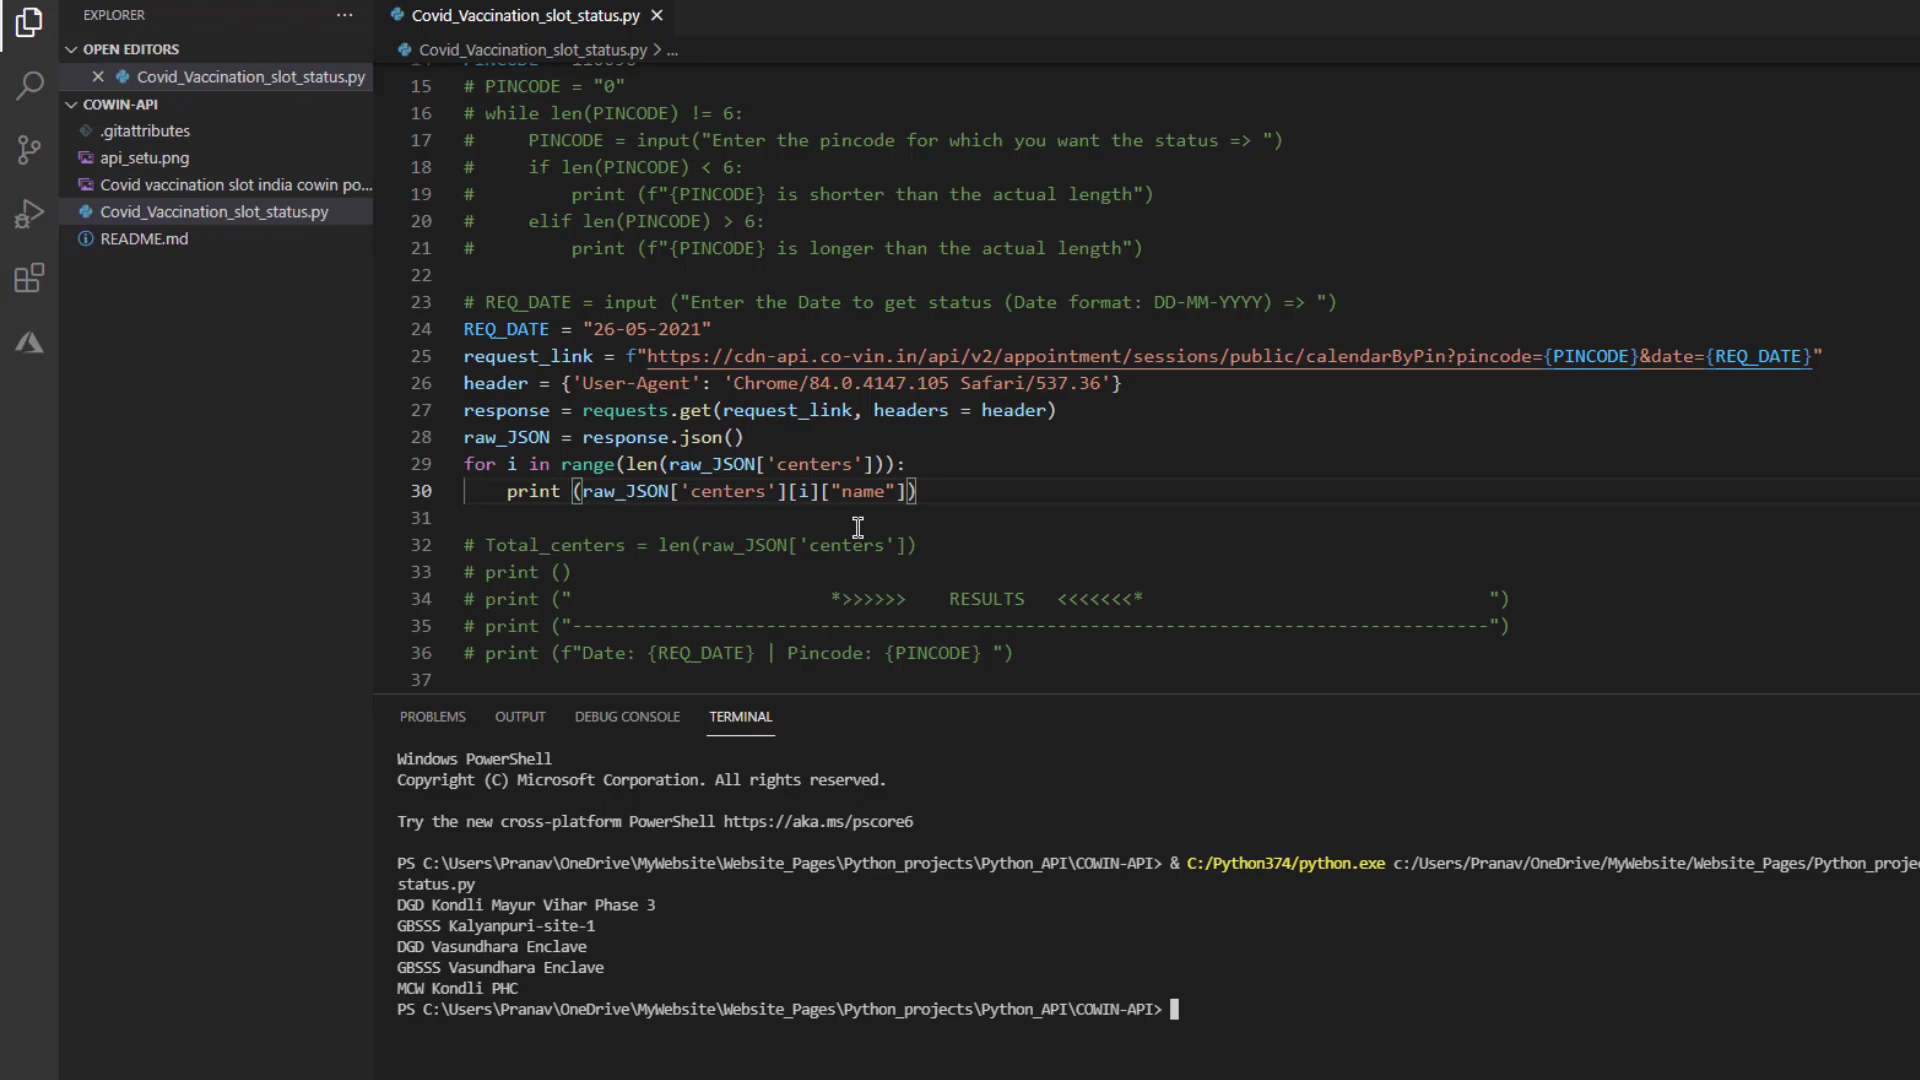 EXPLORER
OPEN EDITORS
Covid_Vaccination_slot_status.py
COWIN-API
.gitattributes
api_setu.png
Covid vaccination slot india cowin po...
Covid_Vaccination_slot_status.py
README.md
Covid_Vaccination_slot_status.py
Covid_Vaccination_slot_status.py > ...
15 # PINCODE = "0"
16 # while len(PINCODE) != 6:
17 #     PINCODE = input("Enter the pincode for which you want the status => ")
18 #     if len(PINCODE) < 6:
19 #         print (f"{PINCODE} is shorter than the actual length")
20 #     elif len(PINCODE) > 6:
21 #         print (f"{PINCODE} is longer than the actual length")
22
23 # REQ_DATE = input ("Enter the Date to get status (Date format: DD-MM-YYYY) => ")
24 REQ_DATE = "26-05-2021"
25 request_link = f"https://cdn-api.co-vin.in/api/v2/appointment/sessions/public/calendarByPin?pincode={PINCODE}&date={REQ_DATE}"
26 header = {'User-Agent': 'Chrome/84.0.4147.105 Safari/537.36'}
27 response = requests.get(request_link, headers = header)
28 raw_JSON = response.json()
29 for i in range(len(raw_JSON['centers'])):
30     print (raw_JSON['centers'][i]["name"])
31
32 # Total_centers = len(raw_JSON['centers'])
33 # print ()
34 # print ("                        *>>>>>>    RESULTS   <<<<<<<*                                ")
35 # print ("-------------------------------------------------------------------------------------")
36 # print (f"Date: {REQ_DATE} | Pincode: {PINCODE} ")
37
PROBLEMS OUTPUT DEBUG CONSOLE TERMINAL
Windows PowerShell
Copyright (C) Microsoft Corporation. All rights reserved.
Try the new cross-platform PowerShell https://aka.ms/pscore6
PS C:\Users\Pranav\OneDrive\MyWebsite\Website_Pages\Python_projects\Python_API\COWIN-API> & C:/Python374/python.exe c:/Users/Pranav/OneDrive/MyWebsite/Website_Pages/Python_proje
status.py
DGD Kondli Mayur Vihar Phase 3
GBSSS Kalyanpuri-site-1
DGD Vasundhara Enclave
GBSSS Vasundhara Enclave
MCW Kondli PHC
PS C:\Users\Pranav\OneDrive\MyWebsite\Website_Pages\Python_projects\Python_API\COWIN-API>